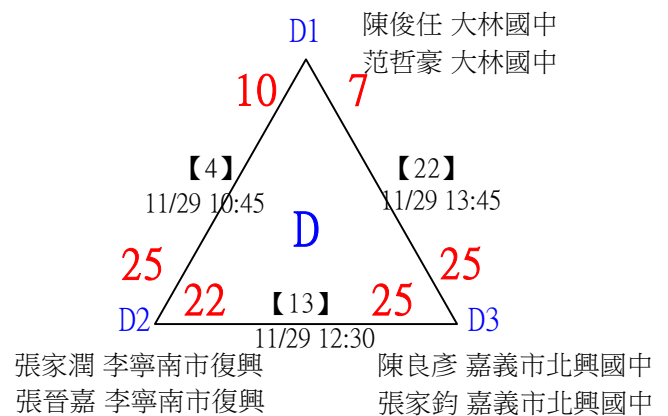 D1
陳俊任 大林國中
范哲豪 大林國中
10
7
【4】
11/29 10:45
【22】
11/29 13:45
D
25
25
22
【13】
25
D2
D3
11/29 12:30
張家潤 李寧南市復興
張晉嘉 李寧南市復興
陳良彥 嘉義市北興國中
張家鈞 嘉義市北興國中